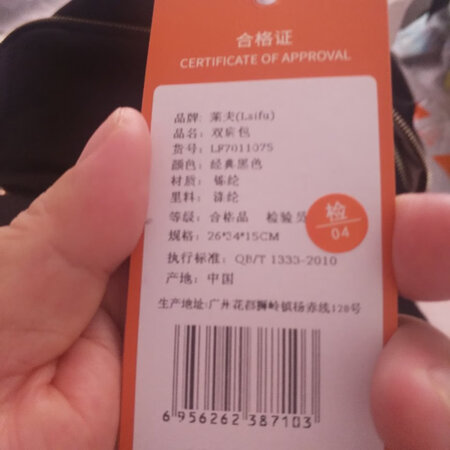 合格证
CERTIFICATE OF APPROVAL
品牌: 莱夫(Laifu)
品名: 双肩包
货号: LF7011075
颜色: 经典黑色
材质: 锦纶
里料: 涤纶
等级: 合格品 检验员
检
04
规格: 26*34*15CM
执行标准: QB/T 1333-2010
产地: 中国
生产地址:广州花都狮岭镇杨赤线128号
6 956262 387103